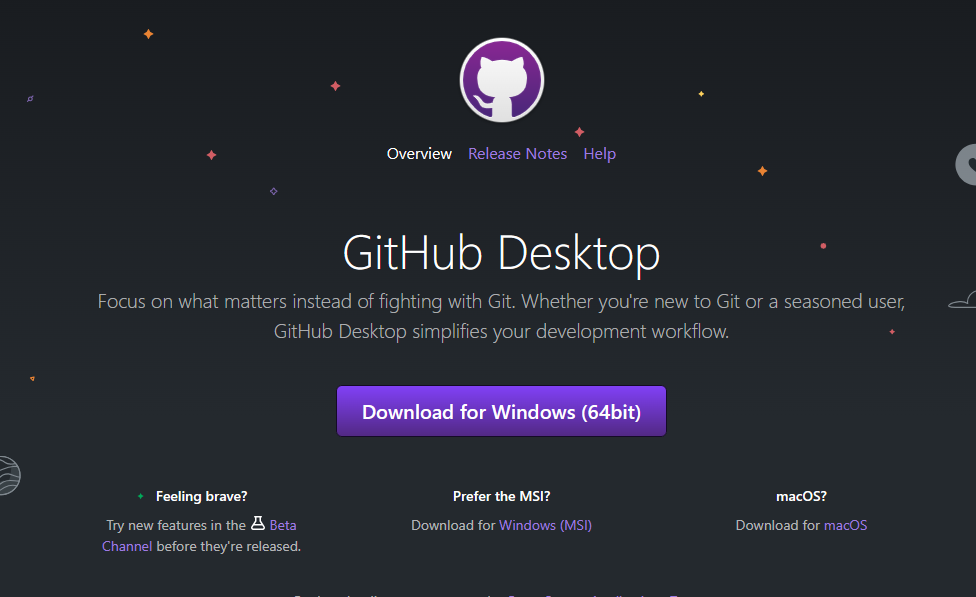 Overview Release Notes Help
GitHub Desktop
Focus on what matters instead of fighting with Git. Whether you're new to Git or a seasoned user,
GitHub Desktop simplifies your development workflow.
Download for Windows (64bit)
Feeling brave?
Try new features in the Beta
Channel before they're released.
Prefer the MSI?
Download for Windows (MSI)
macOS?
Download for macOS